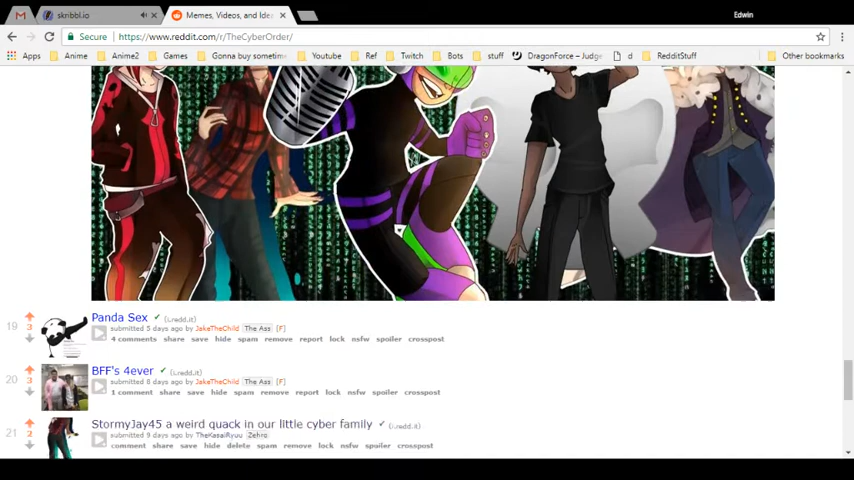 Edwin
skribbl.io
Memes, Videos, and Ide
Secure
https://www.reddit.com/r/TheCyberOrder/
Apps Anime Anime2 Games Gonna buy sometime Youtube Ref Twitch Bots stuff DragonForce – Judge d RedditStuff Other bookmarks
19 3 Panda Sex ✔ (i.redd.it)
submitted 5 days ago by JakeTheChild The Ass [F]
4 comments share save hide spam remove report lock nsfw spoiler crosspost
20 3 BFF's 4ever ✔ (i.redd.it)
submitted 8 days ago by JakeTheChild The Ass [F]
1 comment share save hide spam remove report lock nsfw spoiler crosspost
21 2 StormyJay45 a weird quack in our little cyber family ✔ (i.redd.it)
submitted 9 days ago by TheKasaiRyuu Zehro
comment share save hide delete spam remove lock nsfw spoiler crosspost